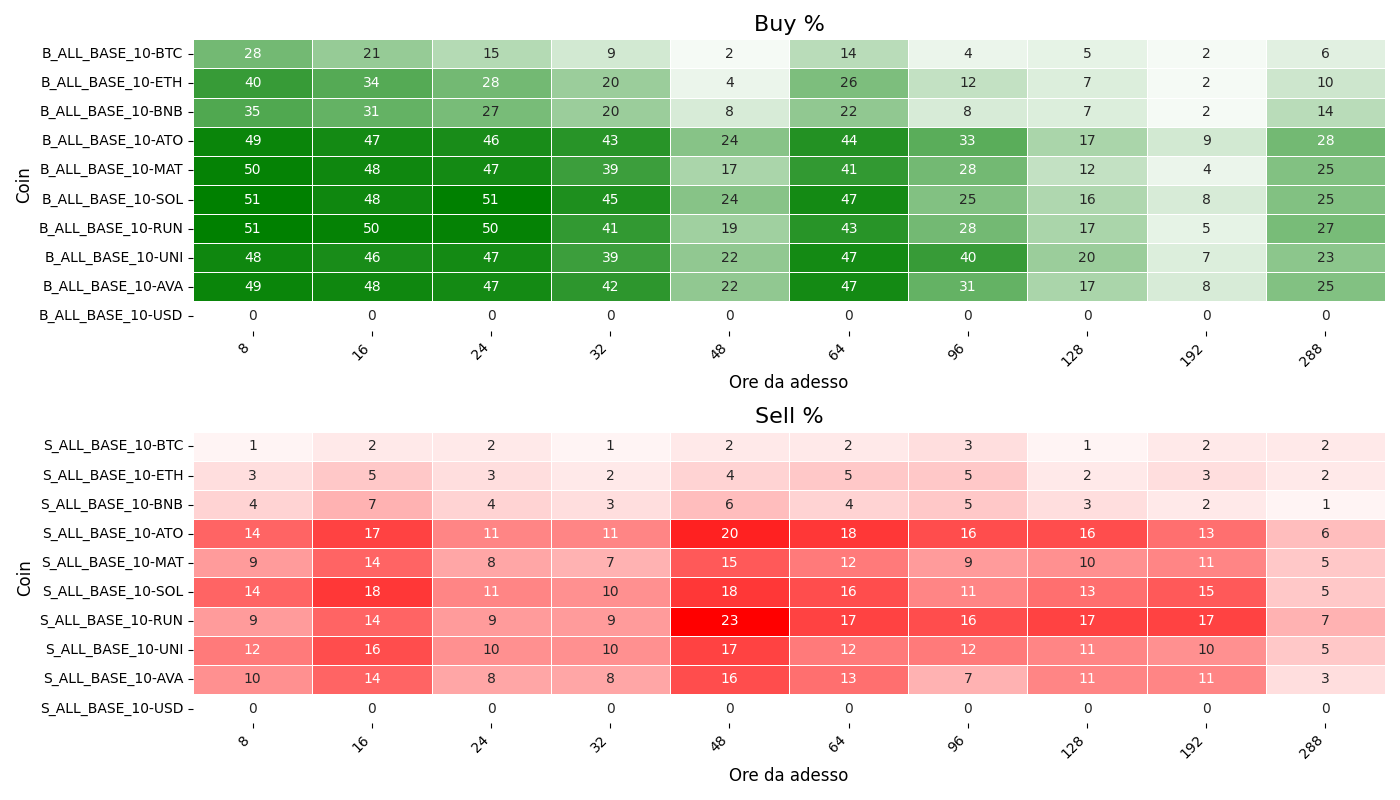 Buy %
Coin
B_ALL_BASE_10-BTC 28 21 15 9 2 14 4 5 2 6
B_ALL_BASE_10-ETH 40 34 28 20 4 26 12 7 2 10
B_ALL_BASE_10-BNB 35 31 27 20 8 22 8 7 2 14
B_ALL_BASE_10-ATO 49 47 46 43 24 44 33 17 9 28
B_ALL_BASE_10-MAT 50 48 47 39 17 41 28 12 4 25
B_ALL_BASE_10-SOL 51 48 51 45 24 47 25 16 8 25
B_ALL_BASE_10-RUN 51 50 50 41 19 43 28 17 5 27
B_ALL_BASE_10-UNI 48 46 47 39 22 47 40 20 7 23
B_ALL_BASE_10-AVA 49 48 47 42 22 47 31 17 8 25
B_ALL_BASE_10-USD 0 0 0 0 0 0 0 0 0 0
8 16 24 32 48 64 96 128 192 288
Ore da adesso
Sell %
Coin
S_ALL_BASE_10-BTC 1 2 2 1 2 2 3 1 2 2
S_ALL_BASE_10-ETH 3 5 3 2 4 5 5 2 3 2
S_ALL_BASE_10-BNB 4 7 4 3 6 4 5 3 2 1
S_ALL_BASE_10-ATO 14 17 11 11 20 18 16 16 13 6
S_ALL_BASE_10-MAT 9 14 8 7 15 12 9 10 11 5
S_ALL_BASE_10-SOL 14 18 11 10 18 16 11 13 15 5
S_ALL_BASE_10-RUN 9 14 9 9 23 17 16 17 17 7
S_ALL_BASE_10-UNI 12 16 10 10 17 12 12 11 10 5
S_ALL_BASE_10-AVA 10 14 8 8 16 13 7 11 11 3
S_ALL_BASE_10-USD 0 0 0 0 0 0 0 0 0 0
8 16 24 32 48 64 96 128 192 288
Ore da adesso